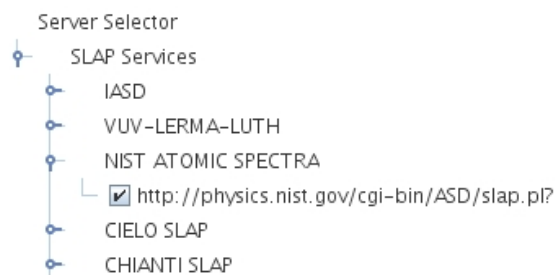 Server Selector
SLAP Services
IASD
VUV-LERMA-LUTH
NIST ATOMIC SPECTRA
http://physics.nist.gov/cgi-bin/ASD/slap.pl?
CIELO SLAP
CHIANTI SLAP